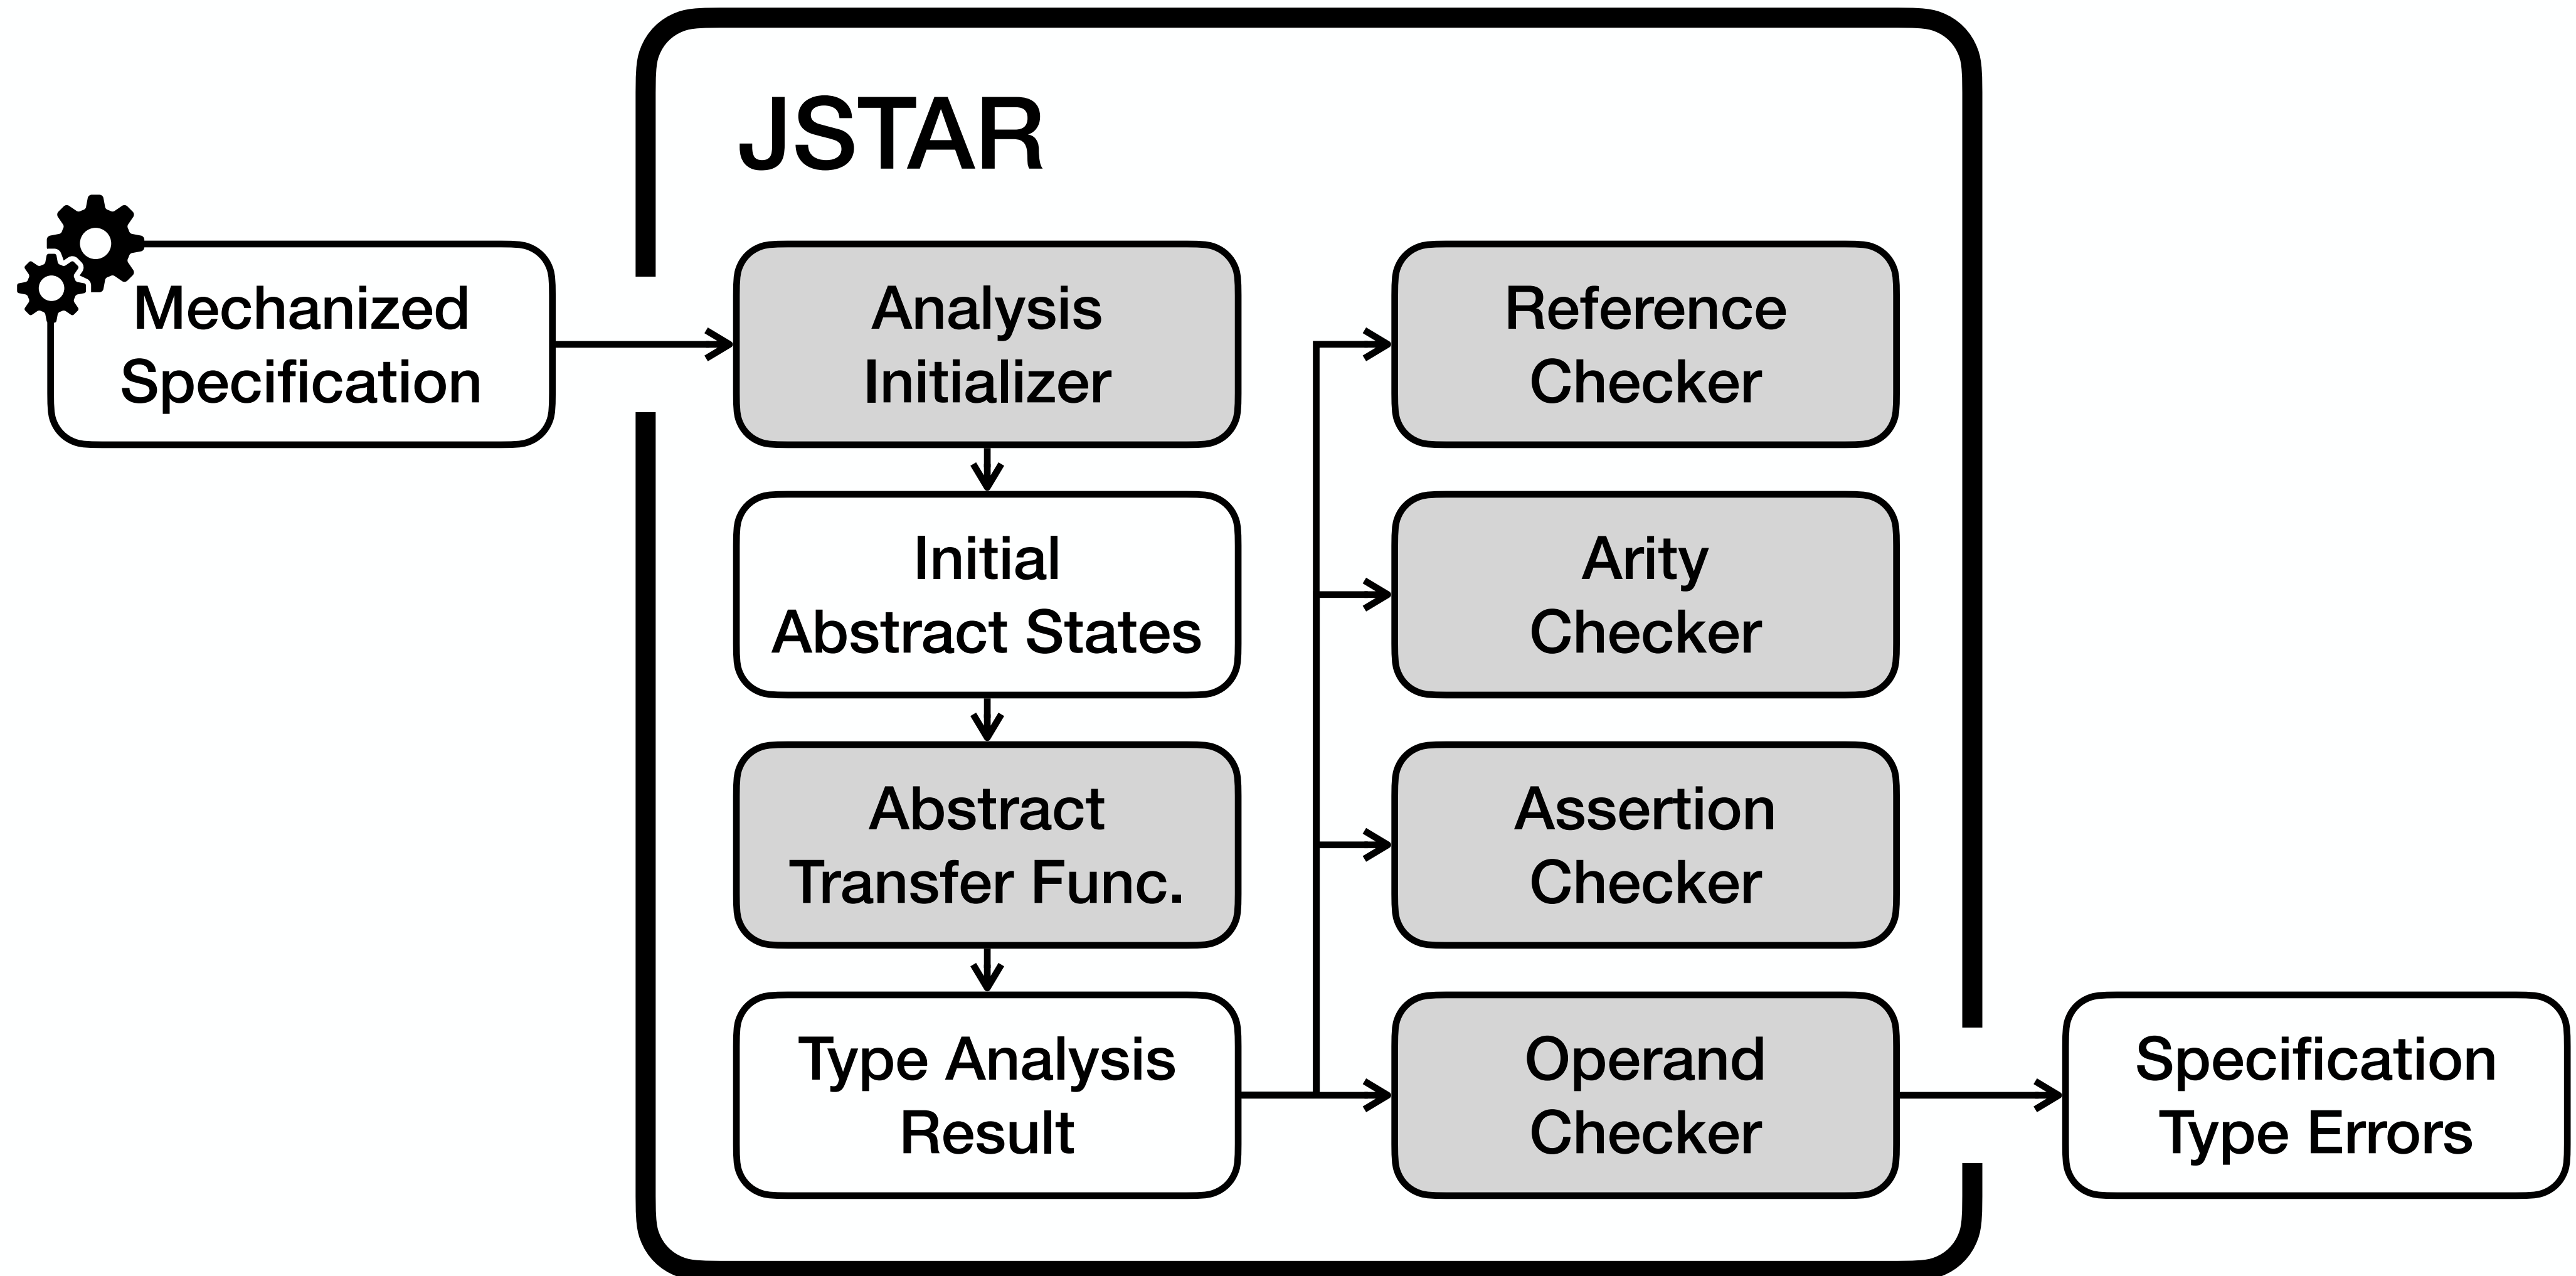 JSTAR
Mechanized
Specification
Analysis
Initializer
Initial
Abstract States
Abstract
Transfer Func.
Type Analysis
Result
Reference
Checker
Arity
Checker
Assertion
Checker
Operand
Checker
Specification
Type Errors